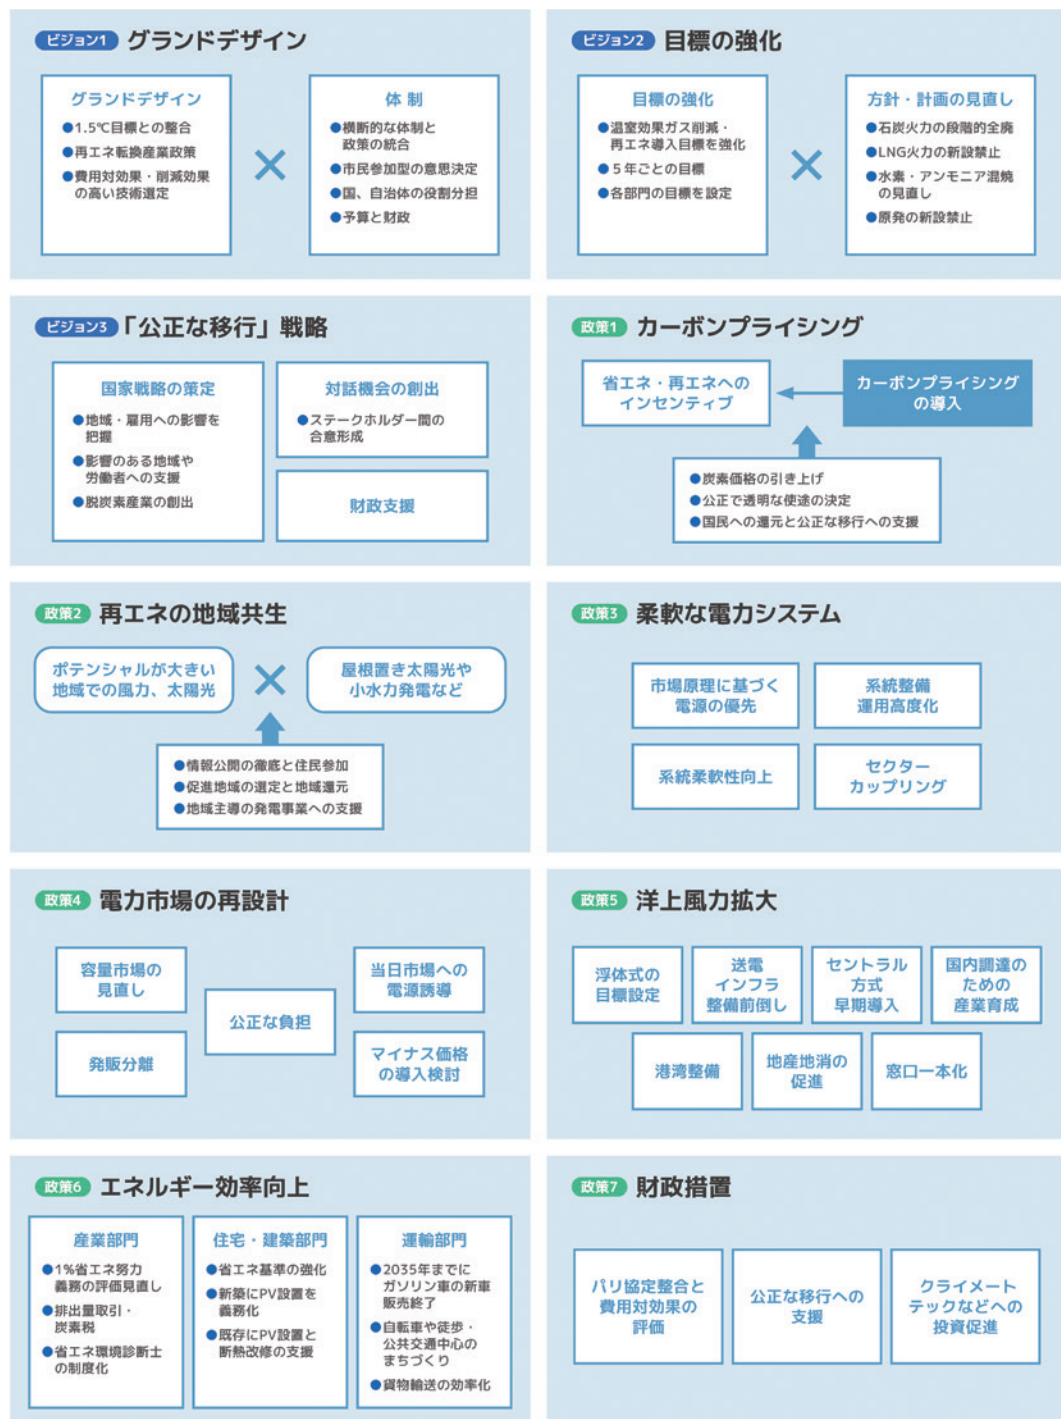 ビジョン1 グランドデザイン
グランドデザイン
●1.5℃目標との整合
●再エネ転換産業政策
●費用対効果・削減効果
の高い技術選定
×
体 制
●横断的な体制と
政策の統合
●市民参加型の意思決定
●国、自治体の役割分担
●予算と財政
ビジョン2 目標の強化
目標の強化
●温室効果ガス削減・
再エネ導入目標を強化
●5年ごとの目標
●各部門の目標を設定
×
方針・計画の見直し
●石炭火力の段階的全廃
●LNG火力の新設禁止
●水素・アンモニア混焼
の見直し
●原発の新設禁止
ビジョン3 「公正な移行」戦略
国家戦略の策定
●地域・雇用への影響を
把握
●影響のある地域や
労働者への支援
●脱炭素産業の創出
対話機会の創出
●ステークホルダー間の
合意形成
財政支援
政策1 カーボンプライシング
省エネ・再エネへの
インセンティブ
カーボンプライシング
の導入
●炭素価格の引き上げ
●公正で透明な使途の決定
●国民への還元と公正な移行への支援
政策2 再エネの地域共生
ポテンシャルが大きい
地域での風力、太陽光
×
屋根置き太陽光や
小水力発電など
●情報公開の徹底と住民参加
●促進地域の選定と地域還元
●地域主導の発電事業への支援
政策3 柔軟な電力システム
市場原理に基づく
電源の優先
系統整備
運用高度化
系統柔軟性向上
セクター
カップリング
政策4 電力市場の再設計
容量市場の
見直し
発販分離
公正な負担
当日市場への
電源誘導
マイナス価格
の導入検討
政策5 洋上風力拡大
浮体式の
目標設定
送電
インフラ
整備前倒し
セントラル
方式
早期導入
国内調達の
ための
産業育成
港湾整備
地産地消の
促進
窓口一本化
政策6 エネルギー効率向上
産業部門
●1%省エネ努力
義務の評価見直し
●排出量取引・
炭素税
●省エネ環境診断士
の制度化
住宅・建築部門
●省エネ基準の強化
●新築にPV設置を
義務化
●既存にPV設置と
断熱改修の支援
運輸部門
●2035年までに
ガソリン車の新車
販売終了
●自転車や徒歩・
公共交通中心の
まちづくり
●貨物輸送の効率化
政策7 財政措置
パリ協定整合と
費用対効果の
評価
公正な移行への
支援
クライメート
テックなどへの
投資促進